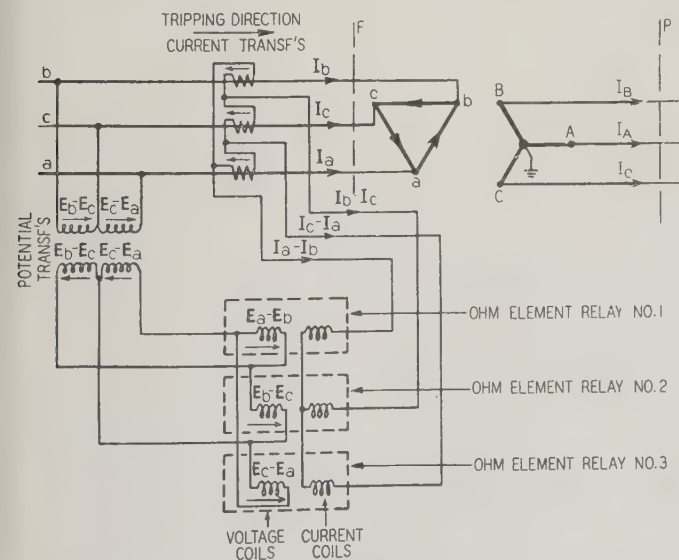 TRIPPING DIRECTION
CURRENT TRANSF'S
F
P
b
c
a
Ib
Ic
Ia
c
b
a
B
A
C
IB
IA
IC
Ib-Ic
Ic-Ia
Ia-Ib
Eb-Ec
Ec-Ea
Eb-Ec
Ec-Ea
POTENTIAL
TRANSF'S
Ea-Eb
OHM ELEMENT RELAY NO.1
Eb-Ec
OHM ELEMENT RELAY NO.2
Ec-Ea
OHM ELEMENT RELAY NO.3
VOLTAGE
COILS
CURRENT
COILS